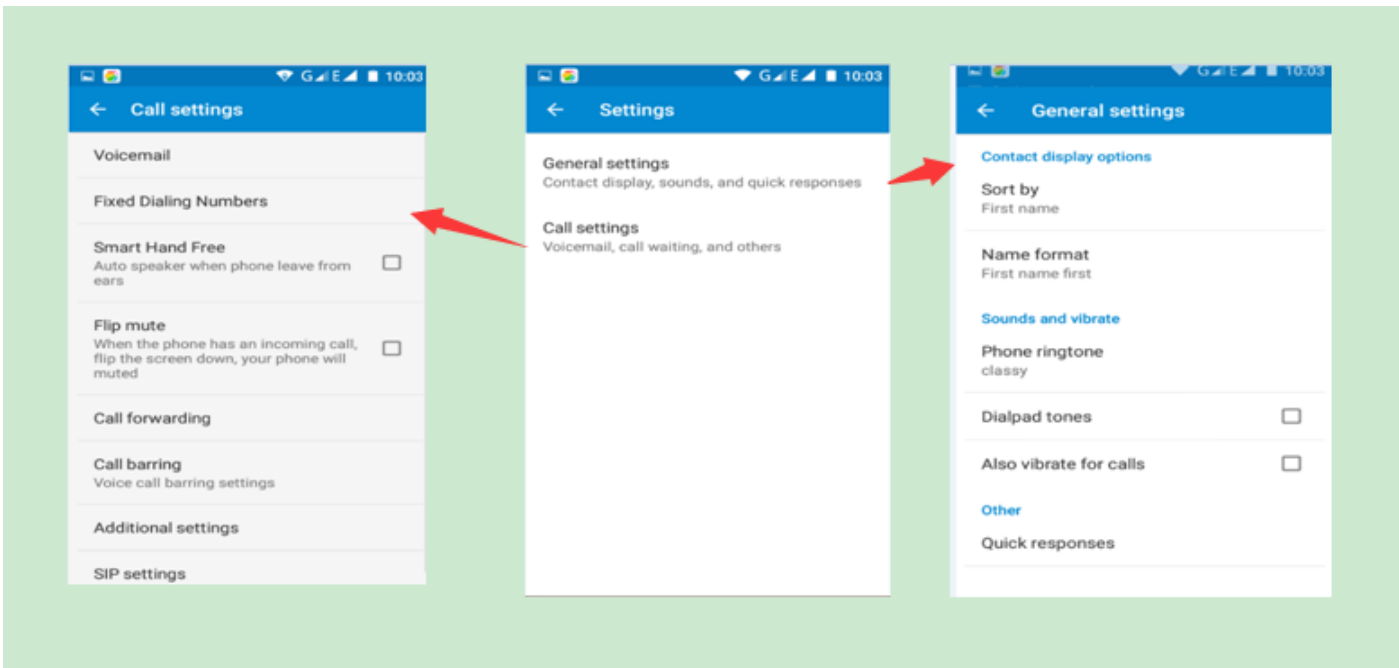 G E 10:03
Call settings
Voicemail
Fixed Dialing Numbers
Smart Hand Free
Auto speaker when phone leave from
ears
Flip mute
When the phone has an incoming call,
flip the screen down, your phone will
muted
Call forwarding
Call barring
Voice call barring settings
Additional settings
SIP settings
G E 10:03
Settings
General settings
Contact display, sounds, and quick responses
Call settings
Voicemail, call waiting, and others
G E 10:03
General settings
Contact display options
Sort by
First name
Name format
First name first
Sounds and vibrate
Phone ringtone
classy
Dialpad tones
Also vibrate for calls
Other
Quick responses